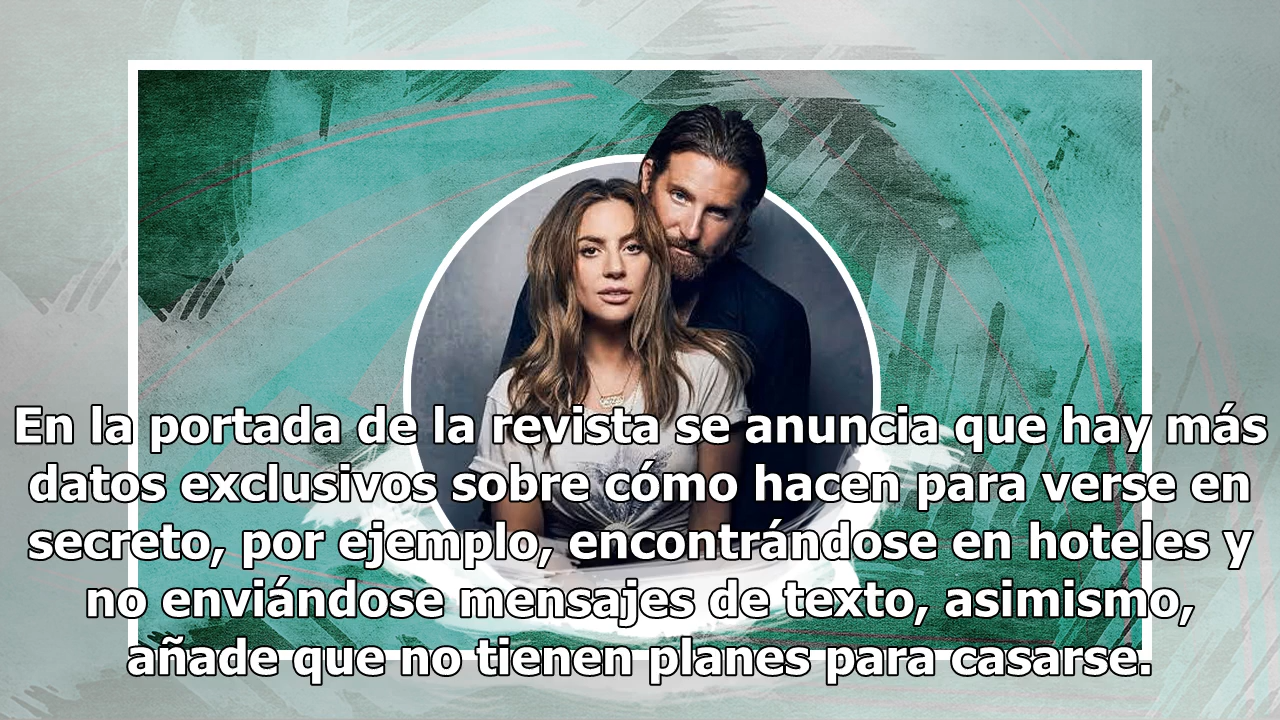 En la portada de la revista se anuncia que hay más
datos exclusivos sobre cómo hacen para verse en
secreto, por ejemplo, encontrándose en hoteles y
no enviándose mensajes de texto, asimismo,
añade que no tienen planes para casarse.